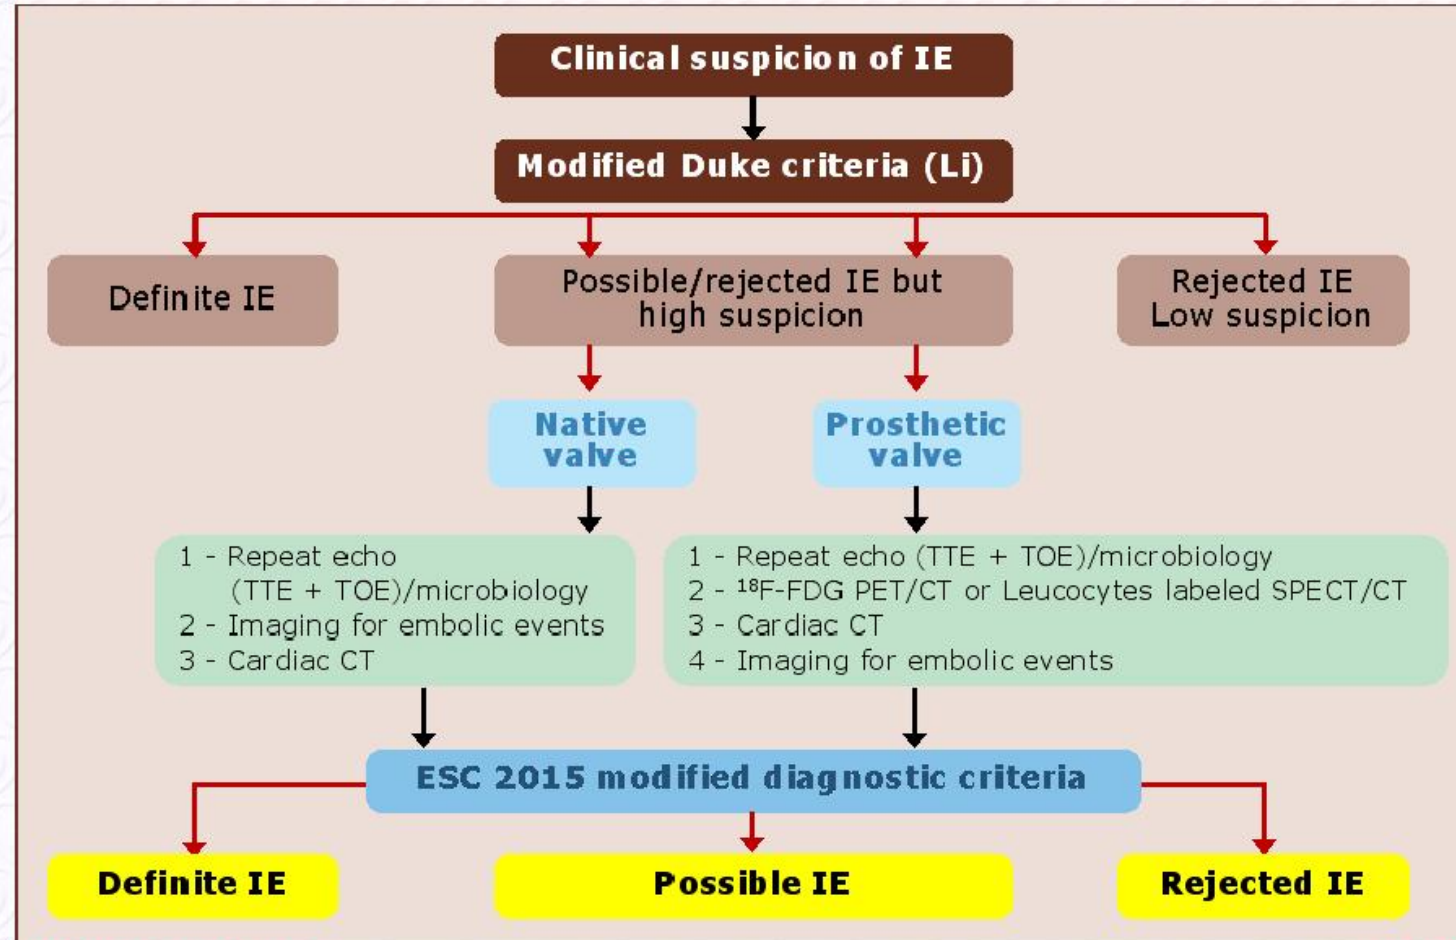 Clinical suspicion of IE
Modified Duke criteria (Li)
Definite IE
Possible/rejected IE but
high suspicion
Rejected IE
Low suspicion
Native
valve
Prosthetic
valve
1 - Repeat echo
(TTE + TOE)/microbiology
2 - Imaging for embolic events
3 - Cardiac CT
1 - Repeat echo (TTE + TOE)/microbiology
2 - ¹⁸F-FDG PET/CT or Leucocytes labeled SPECT/CT
3 - Cardiac CT
4 - Imaging for embolic events
ESC 2015 modified diagnostic criteria
Definite IE
Possible IE
Rejected IE